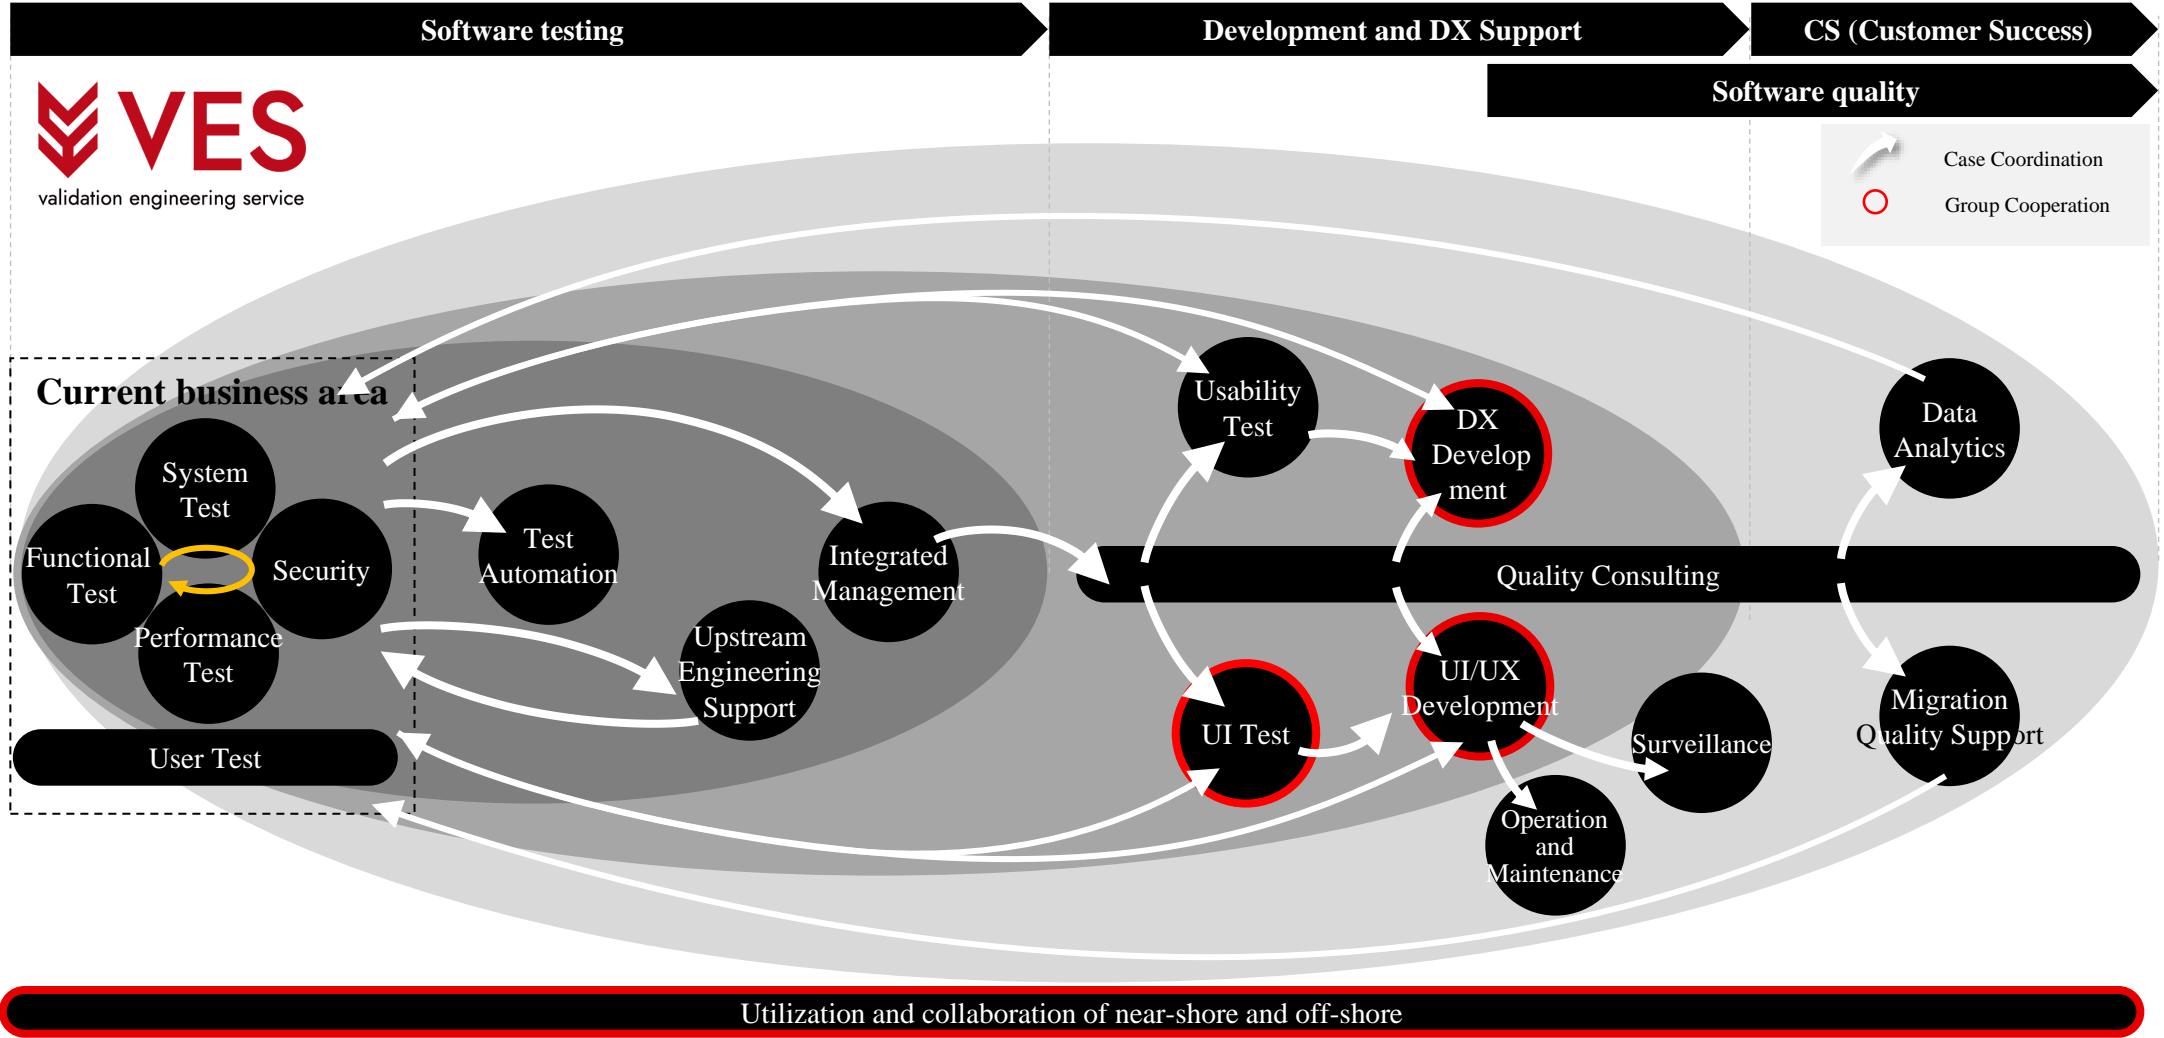 Software testing
Development and DX Support
CS (Customer Success)
Software quality
VES
validation engineering service
Case Coordination
Group Cooperation
Current business area
System
Test
Functional
Test
Security
Performance
Test
User Test
Test
Automation
Upstream
Engineering
Support
Integrated
Management
Usability
Test
DX
Develop
ment
Quality Consulting
UI Test
UI/UX
Development
Surveillance
Operation
and
Maintenance
Data
Analytics
Migration
Quality Support
Utilization and collaboration of near-shore and off-shore